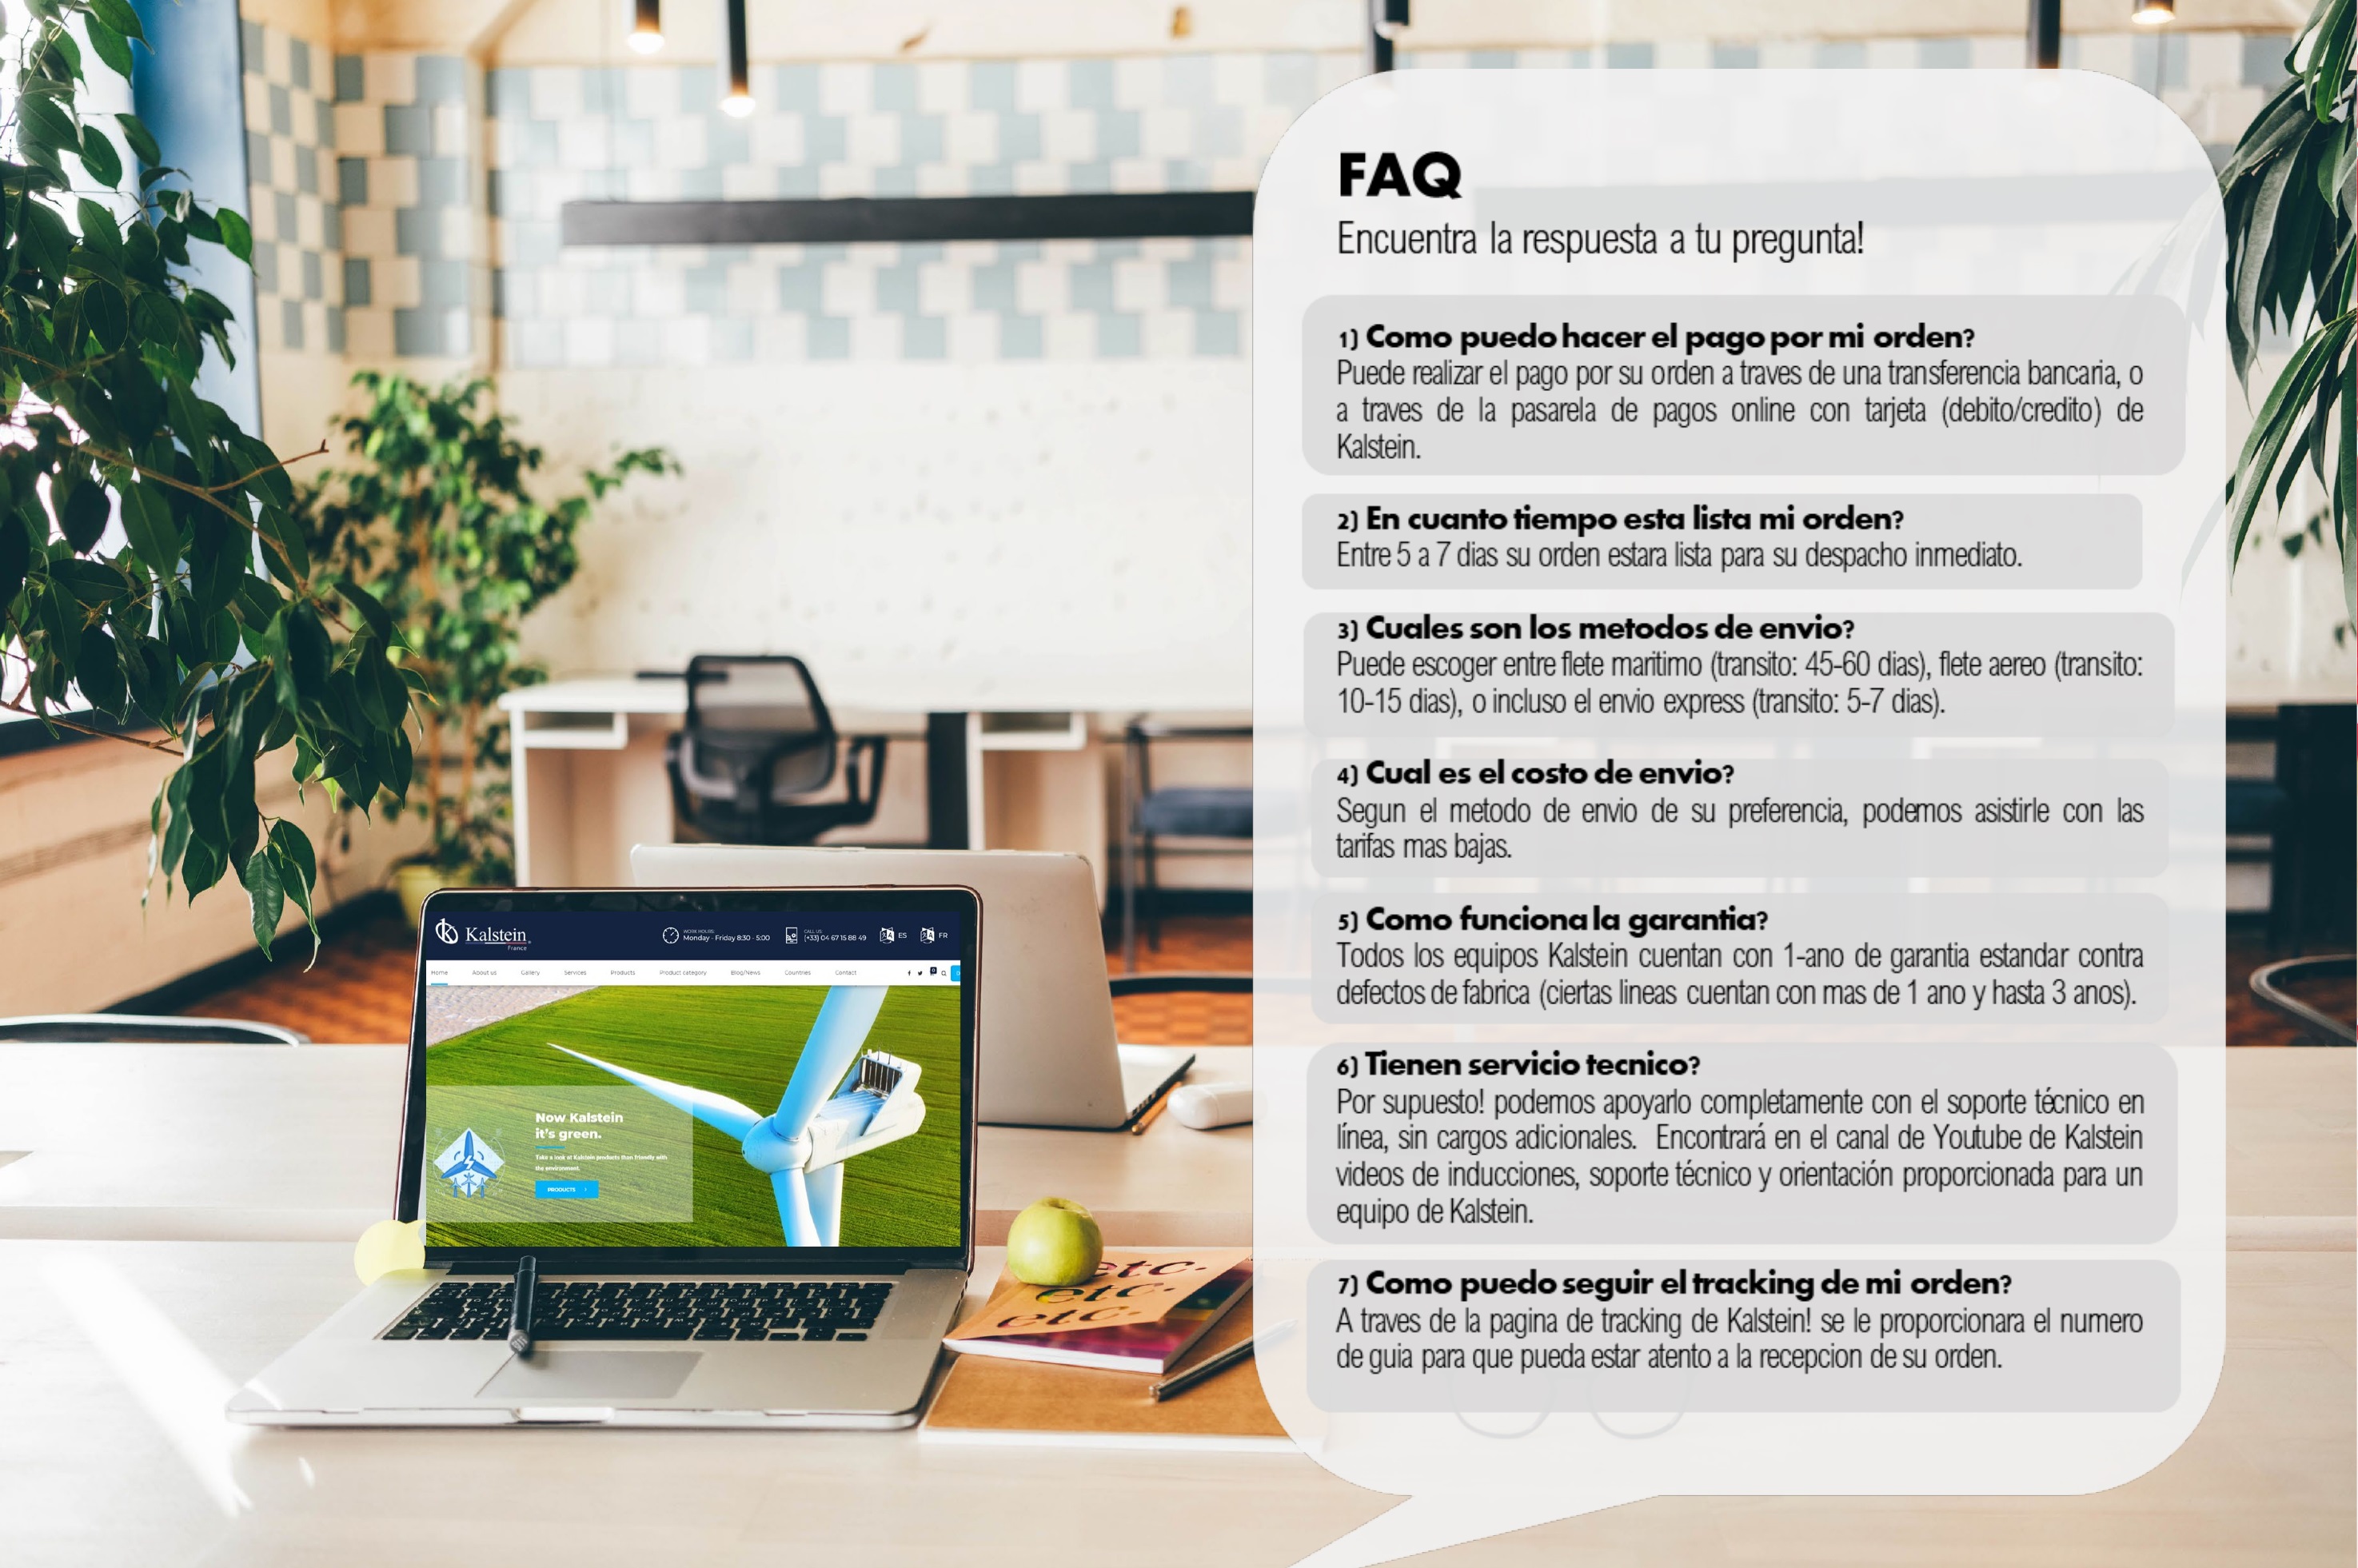 FAQ
Encuentra la respuesta a tu pregunta!
1) Como puedo hacer el pago por mi orden?
Puede realizar el pago por su orden a traves de una transferencia bancaria, o
a traves de la pasarela de pagos online con tarjeta (debito/credito) de
Kalstein.
2) En cuanto tiempo esta lista mi orden?
Entre 5 a 7 dias su orden estara lista para su despacho inmediato.
3) Cuales son los metodos de envio?
Puede escoger entre flete maritimo (transito: 45-60 dias), flete aereo (transito:
10-15 dias), o incluso el envio express (transito: 5-7 dias).
4) Cual es el costo de envio?
Segun el metodo de envio de su preferencia, podemos asistirle con las
tarifas mas bajas.
5) Como funciona la garantia?
Todos los equipos Kalstein cuentan con 1-ano de garantia estandar contra
defectos de fabrica (ciertas lineas cuentan con mas de 1 ano y hasta 3 anos).
6) Tienen servicio tecnico?
Por supuesto! podemos apoyarlo completamente con el soporte técnico en
línea, sin cargos adicionales. Encontrará en el canal de Youtube de Kalstein
videos de inducciones, soporte técnico y orientación proporcionada para un
equipo de Kalstein.
7) Como puedo seguir el tracking de mi orden?
A traves de la pagina de tracking de Kalstein! se le proporcionara el numero
de guia para que pueda estar atento a la recepcion de su orden.
Kalstein
France
WORK HOURS
Monday - Friday 8:30 - 5:00
CALL US
(+33) 04 67 15 88 49
ES
FR
Home About us Gallery Services Products Product category Blog/News Countries Contact
Now Kalstein
it's green.
Take a look at Kalstein products than friendly with
the environment.
PRODUCTS
etc.
etc.
etc.